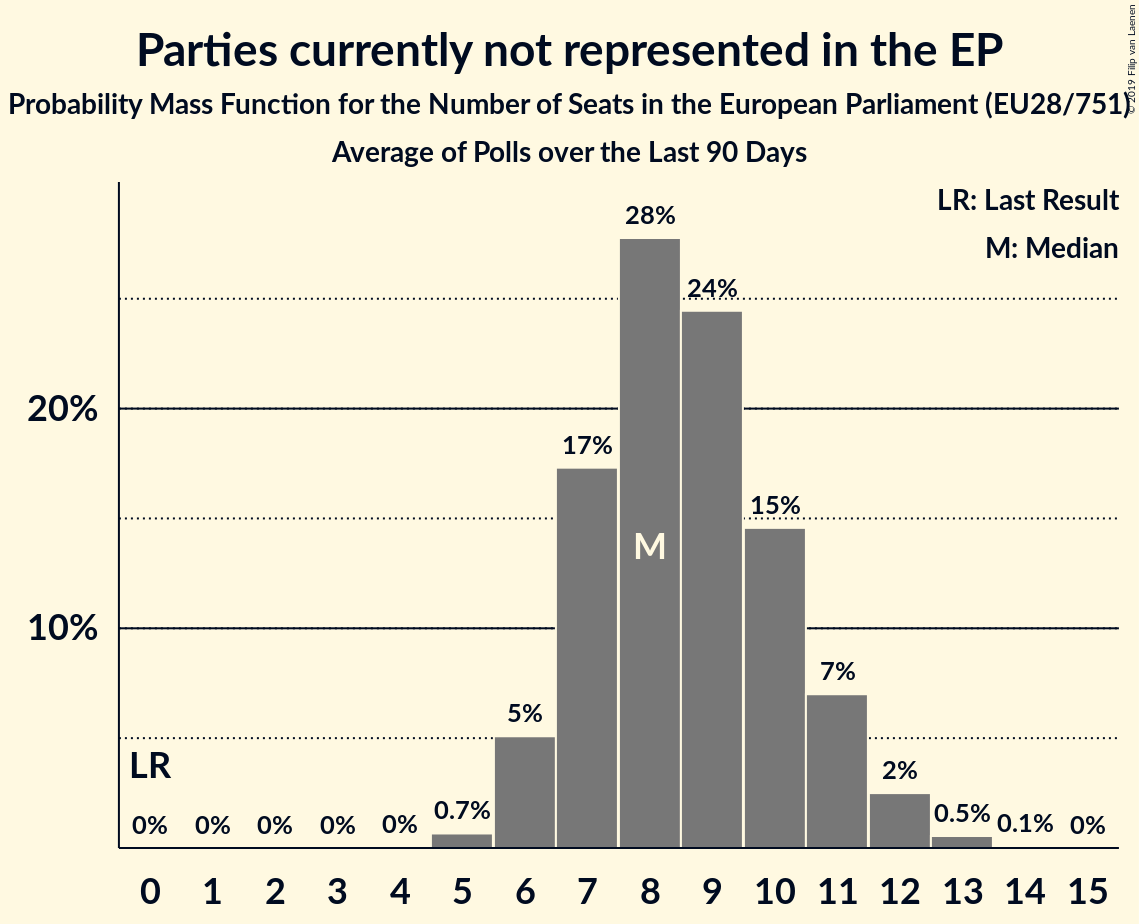 Parties currently not represented in the EP
Probability Mass Function for the Number of Seats in the European Parliament (EU28/751)
Average of Polls over the Last 90 Days
© 2019 Filip van Laenen
LR: Last Result
M: Median
28%
24%
20%
17%
15%
M
10%
7%
5%
LR
2%
0% 0% 0% 0% 0% 0.7% 0.5% 0.1% 0%
0 1 2 3 4 5 6 7 8 9 10 11 12 13 14 15